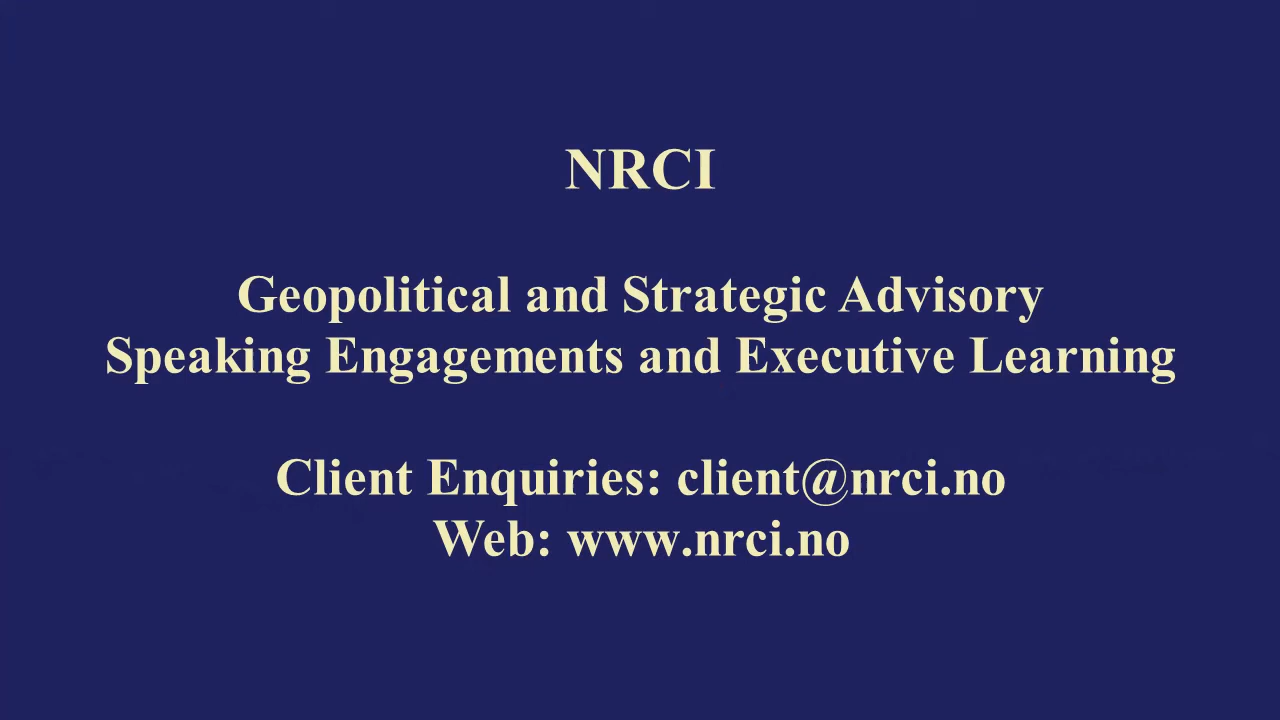 NRCI
Geopolitical and Strategic Advisory
Speaking Engagements and Executive Learning
Client Enquiries: client@nrci.no
Web: www.nrci.no